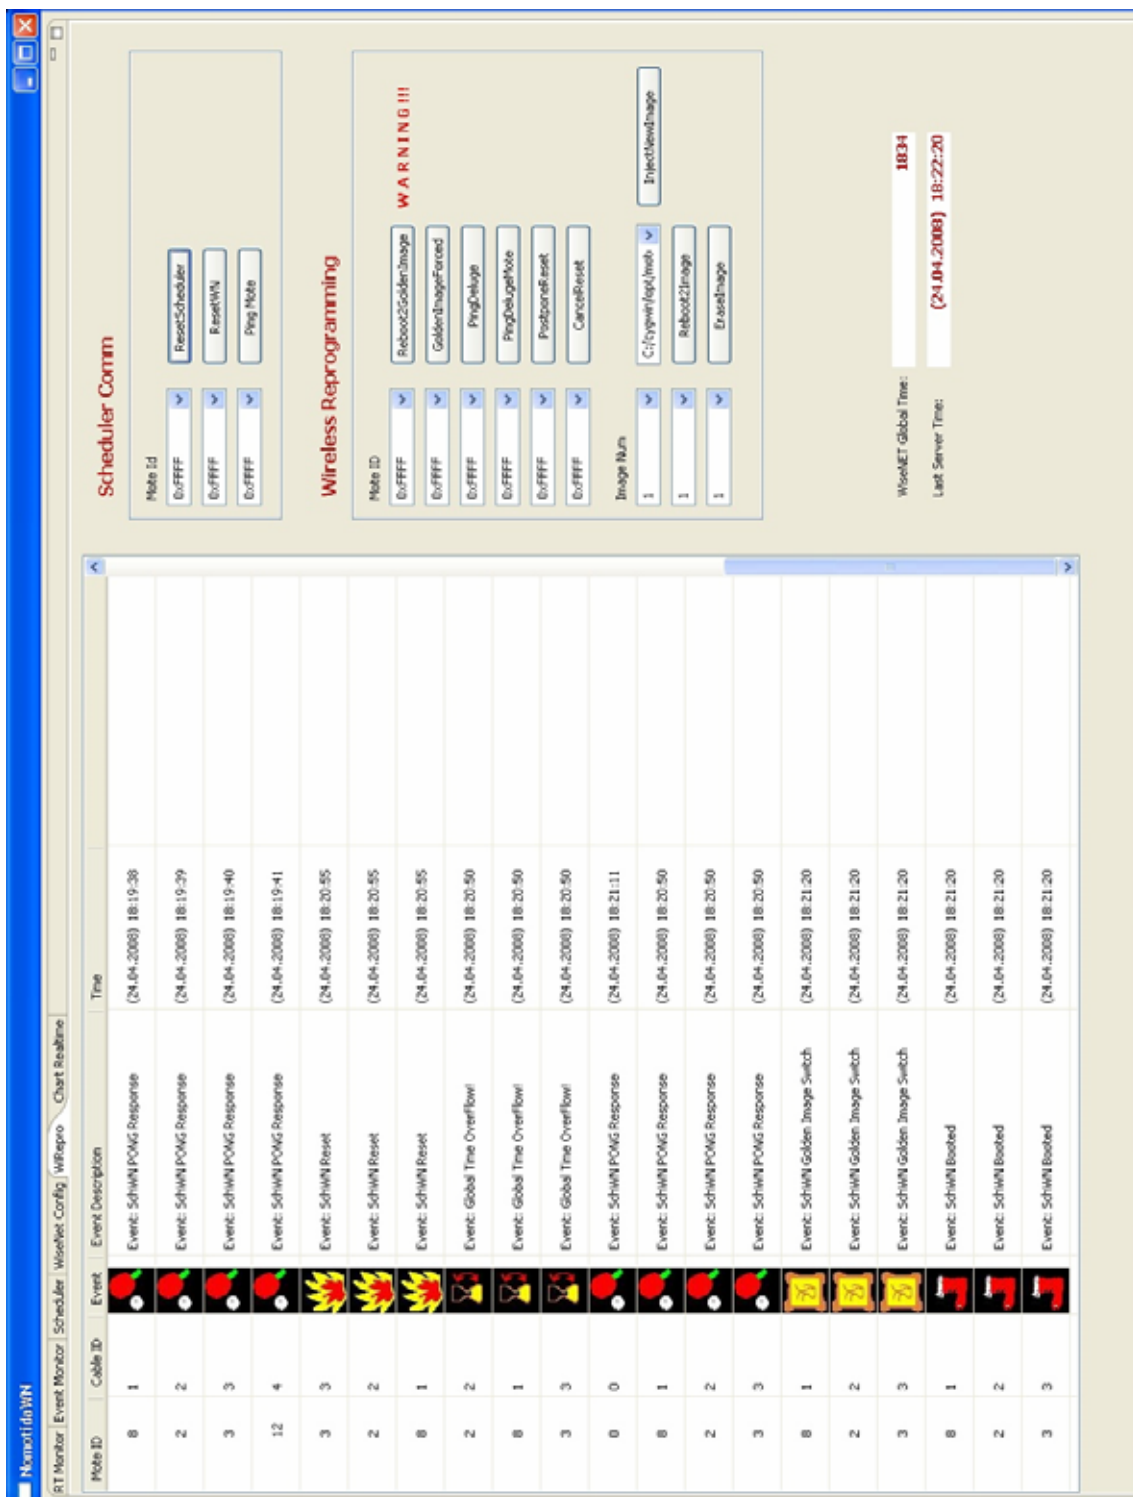 NomotidaWN
RT Monitor Event Monitor Scheduler WiseNet Config WiRepro Chart Realtime
Mote ID Cable ID Event Event Description Time
8 1 Event: SchWN PONG Response (24.04.2008) 18:19:38
2 2 Event: SchWN PONG Response (24.04.2008) 18:19:39
3 3 Event: SchWN PONG Response (24.04.2008) 18:19:40
12 4 Event: SchWN PONG Response (24.04.2008) 18:19:41
3 3 Event: SchWN Reset (24.04.2008) 18:20:55
2 2 Event: SchWN Reset (24.04.2008) 18:20:55
8 1 Event: SchWN Reset (24.04.2008) 18:20:55
2 2 Event: Global Time OverFlow! (24.04.2008) 18:20:50
8 1 Event: Global Time OverFlow! (24.04.2008) 18:20:50
3 3 Event: Global Time OverFlow! (24.04.2008) 18:20:50
0 0 Event: SchWN PONG Response (24.04.2008) 18:21:11
8 1 Event: SchWN PONG Response (24.04.2008) 18:20:50
2 2 Event: SchWN PONG Response (24.04.2008) 18:20:50
3 3 Event: SchWN PONG Response (24.04.2008) 18:20:50
8 1 Event: SchWN Golden Image Switch (24.04.2008) 18:21:20
2 2 Event: SchWN Golden Image Switch (24.04.2008) 18:21:20
3 3 Event: SchWN Golden Image Switch (24.04.2008) 18:21:20
8 1 Event: SchWN Booted (24.04.2008) 18:21:20
2 2 Event: SchWN Booted (24.04.2008) 18:21:20
3 3 Event: SchWN Booted (24.04.2008) 18:21:20
Scheduler Comm
Mote Id
0xFFFF ResetScheduler
0xFFFF ResetWN
0xFFFF Ping Mote
Wireless Reprogramming
Mote ID
0xFFFF Reboot2GoldenImage WARNING!!!
0xFFFF GoldenImageForced
0xFFFF PingDeluge
0xFFFF PingDelugeMote
0xFFFF PostponeReset
0xFFFF CancelReset
Image Num
1 C:/cygwin/opt/mote InjectNewImage
1 Reboot2Image
1 EraseImage
WiseNET Global Time: 1834
Last Server Time: (24.04.2008) 18:22:20